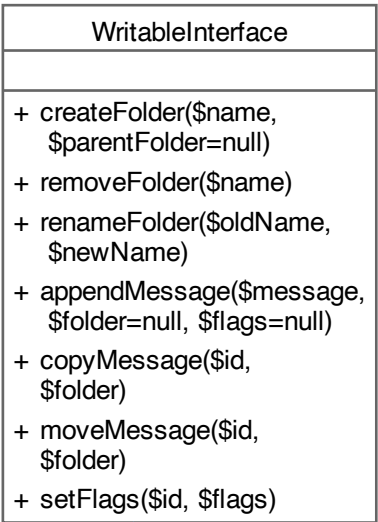 WritableInterface
+ createFolder($name,
$parentFolder=null)
+ removeFolder($name)
+ renameFolder($oldName,
$newName)
+ appendMessage($message,
$folder=null, $flags=null)
+ copyMessage($id,
$folder)
+ moveMessage($id,
$folder)
+ setFlags($id, $flags)